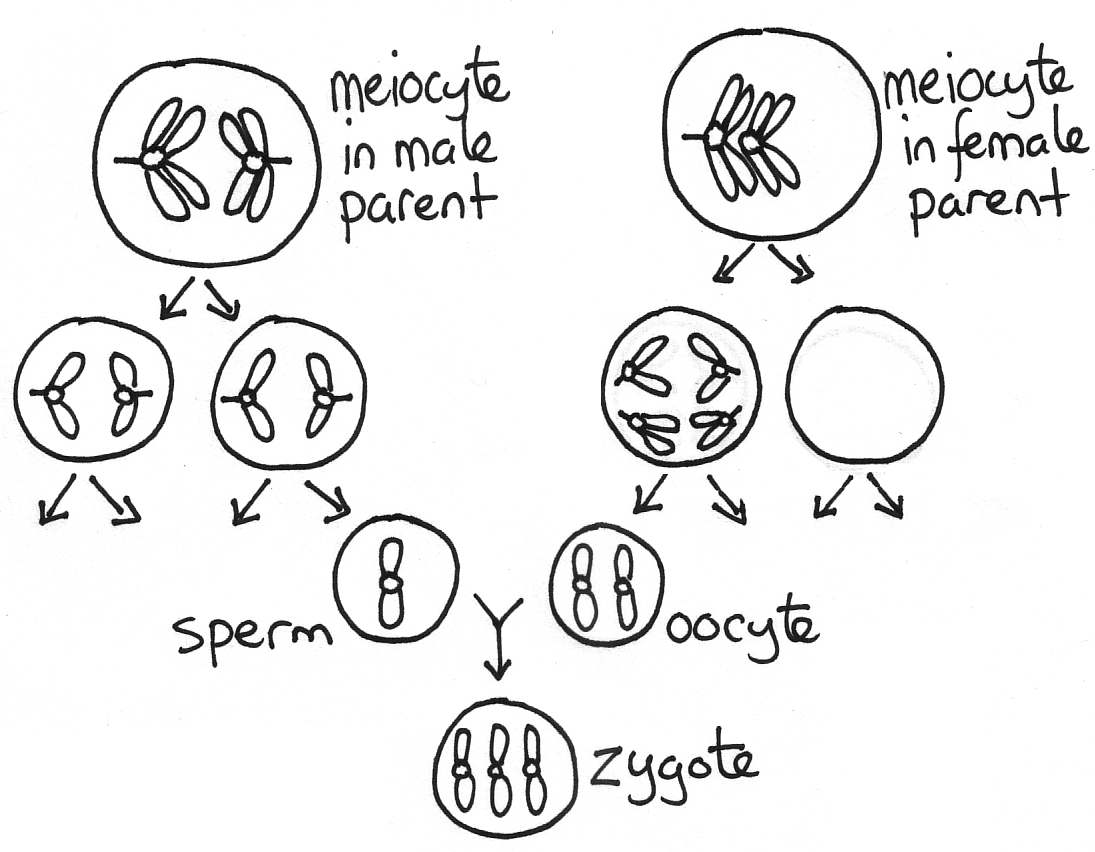 meiocyte
in male
parent
meiocyte
in female
parent
sperm
oocyte
zygote